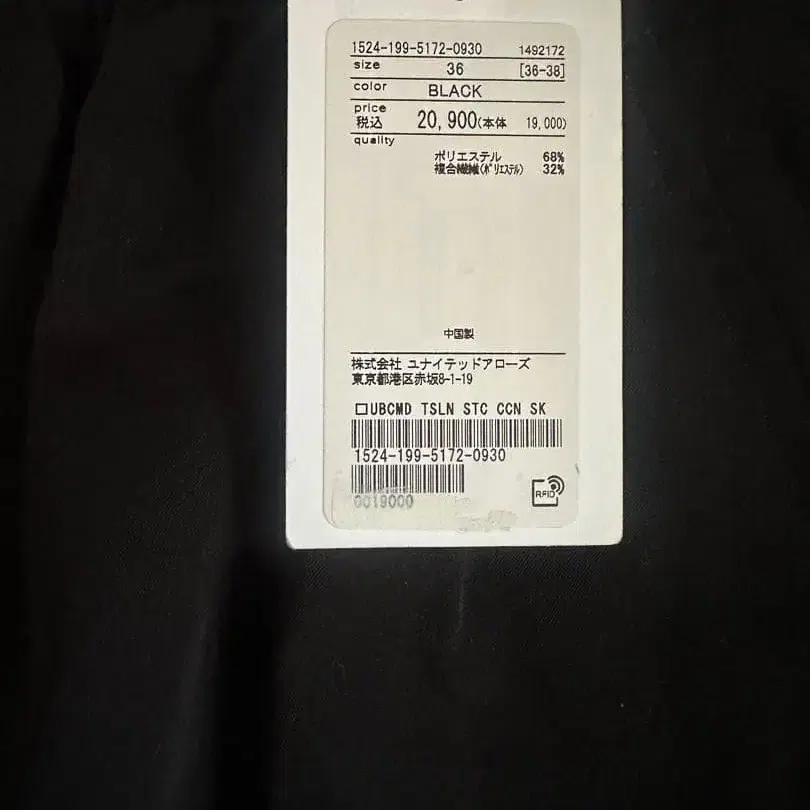 1524-199-5172-0930 1492172
size 36 [36-38]
color BLACK
price
税込 20,900(本体 19,000)
quality
ポリエステル 68%
複合繊維(ポリエステル) 32%
中国製
株式会社 ユナイテッドアローズ
東京都港区赤坂8-1-19
□UBCMD TSLN STC CCN SK
1524-199-5172-0930
0019000
RFID